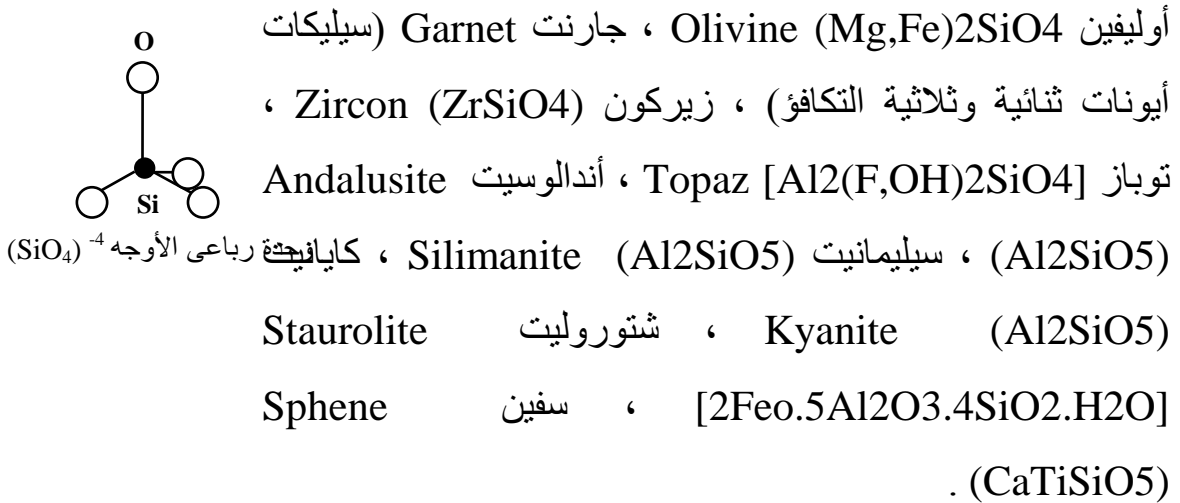 أوليفين Olivine (Mg,Fe)2SiO4 ، جارنت Garnet (سيليكات
أيونات ثنائية وثلاثية التكافؤ) ، زيركون Zircon (ZrSiO4) ،
توباز Topaz [Al2(F,OH)2SiO4] ، أندالوسيت Andalusite
(Al2SiO5) ، سيليمانيت Silimanite (Al2SiO5) ، كايانيت
Kyanite (Al2SiO5) ، شتوروليت Staurolite
[2Feo.5Al2O3.4SiO2.H2O] ، سفين Sphene
(CaTiSiO5) .
O
Si
وحدة رباعى الأوجه (SiO4) -4